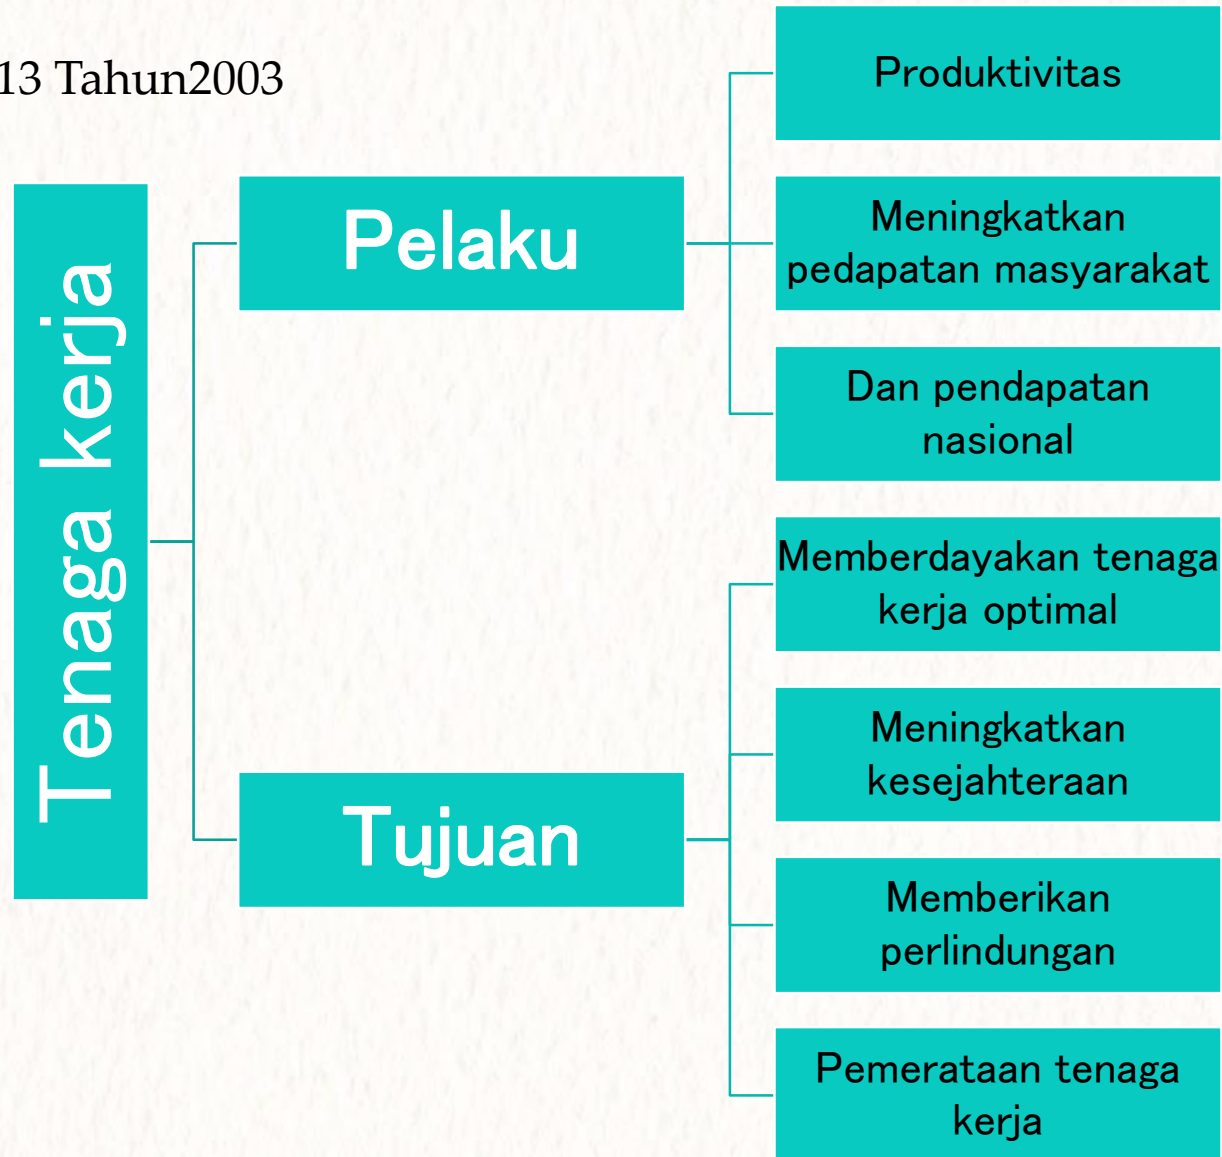 13 Tahun2003
Tenaga kerja
Pelaku
Produktivitas
Meningkatkan
pedapatan masyarakat
Dan pendapatan
nasional
Tujuan
Memberdayakan tenaga
kerja optimal
Meningkatkan
kesejahteraan
Memberikan
perlindungan
Pemerataan tenaga
kerja